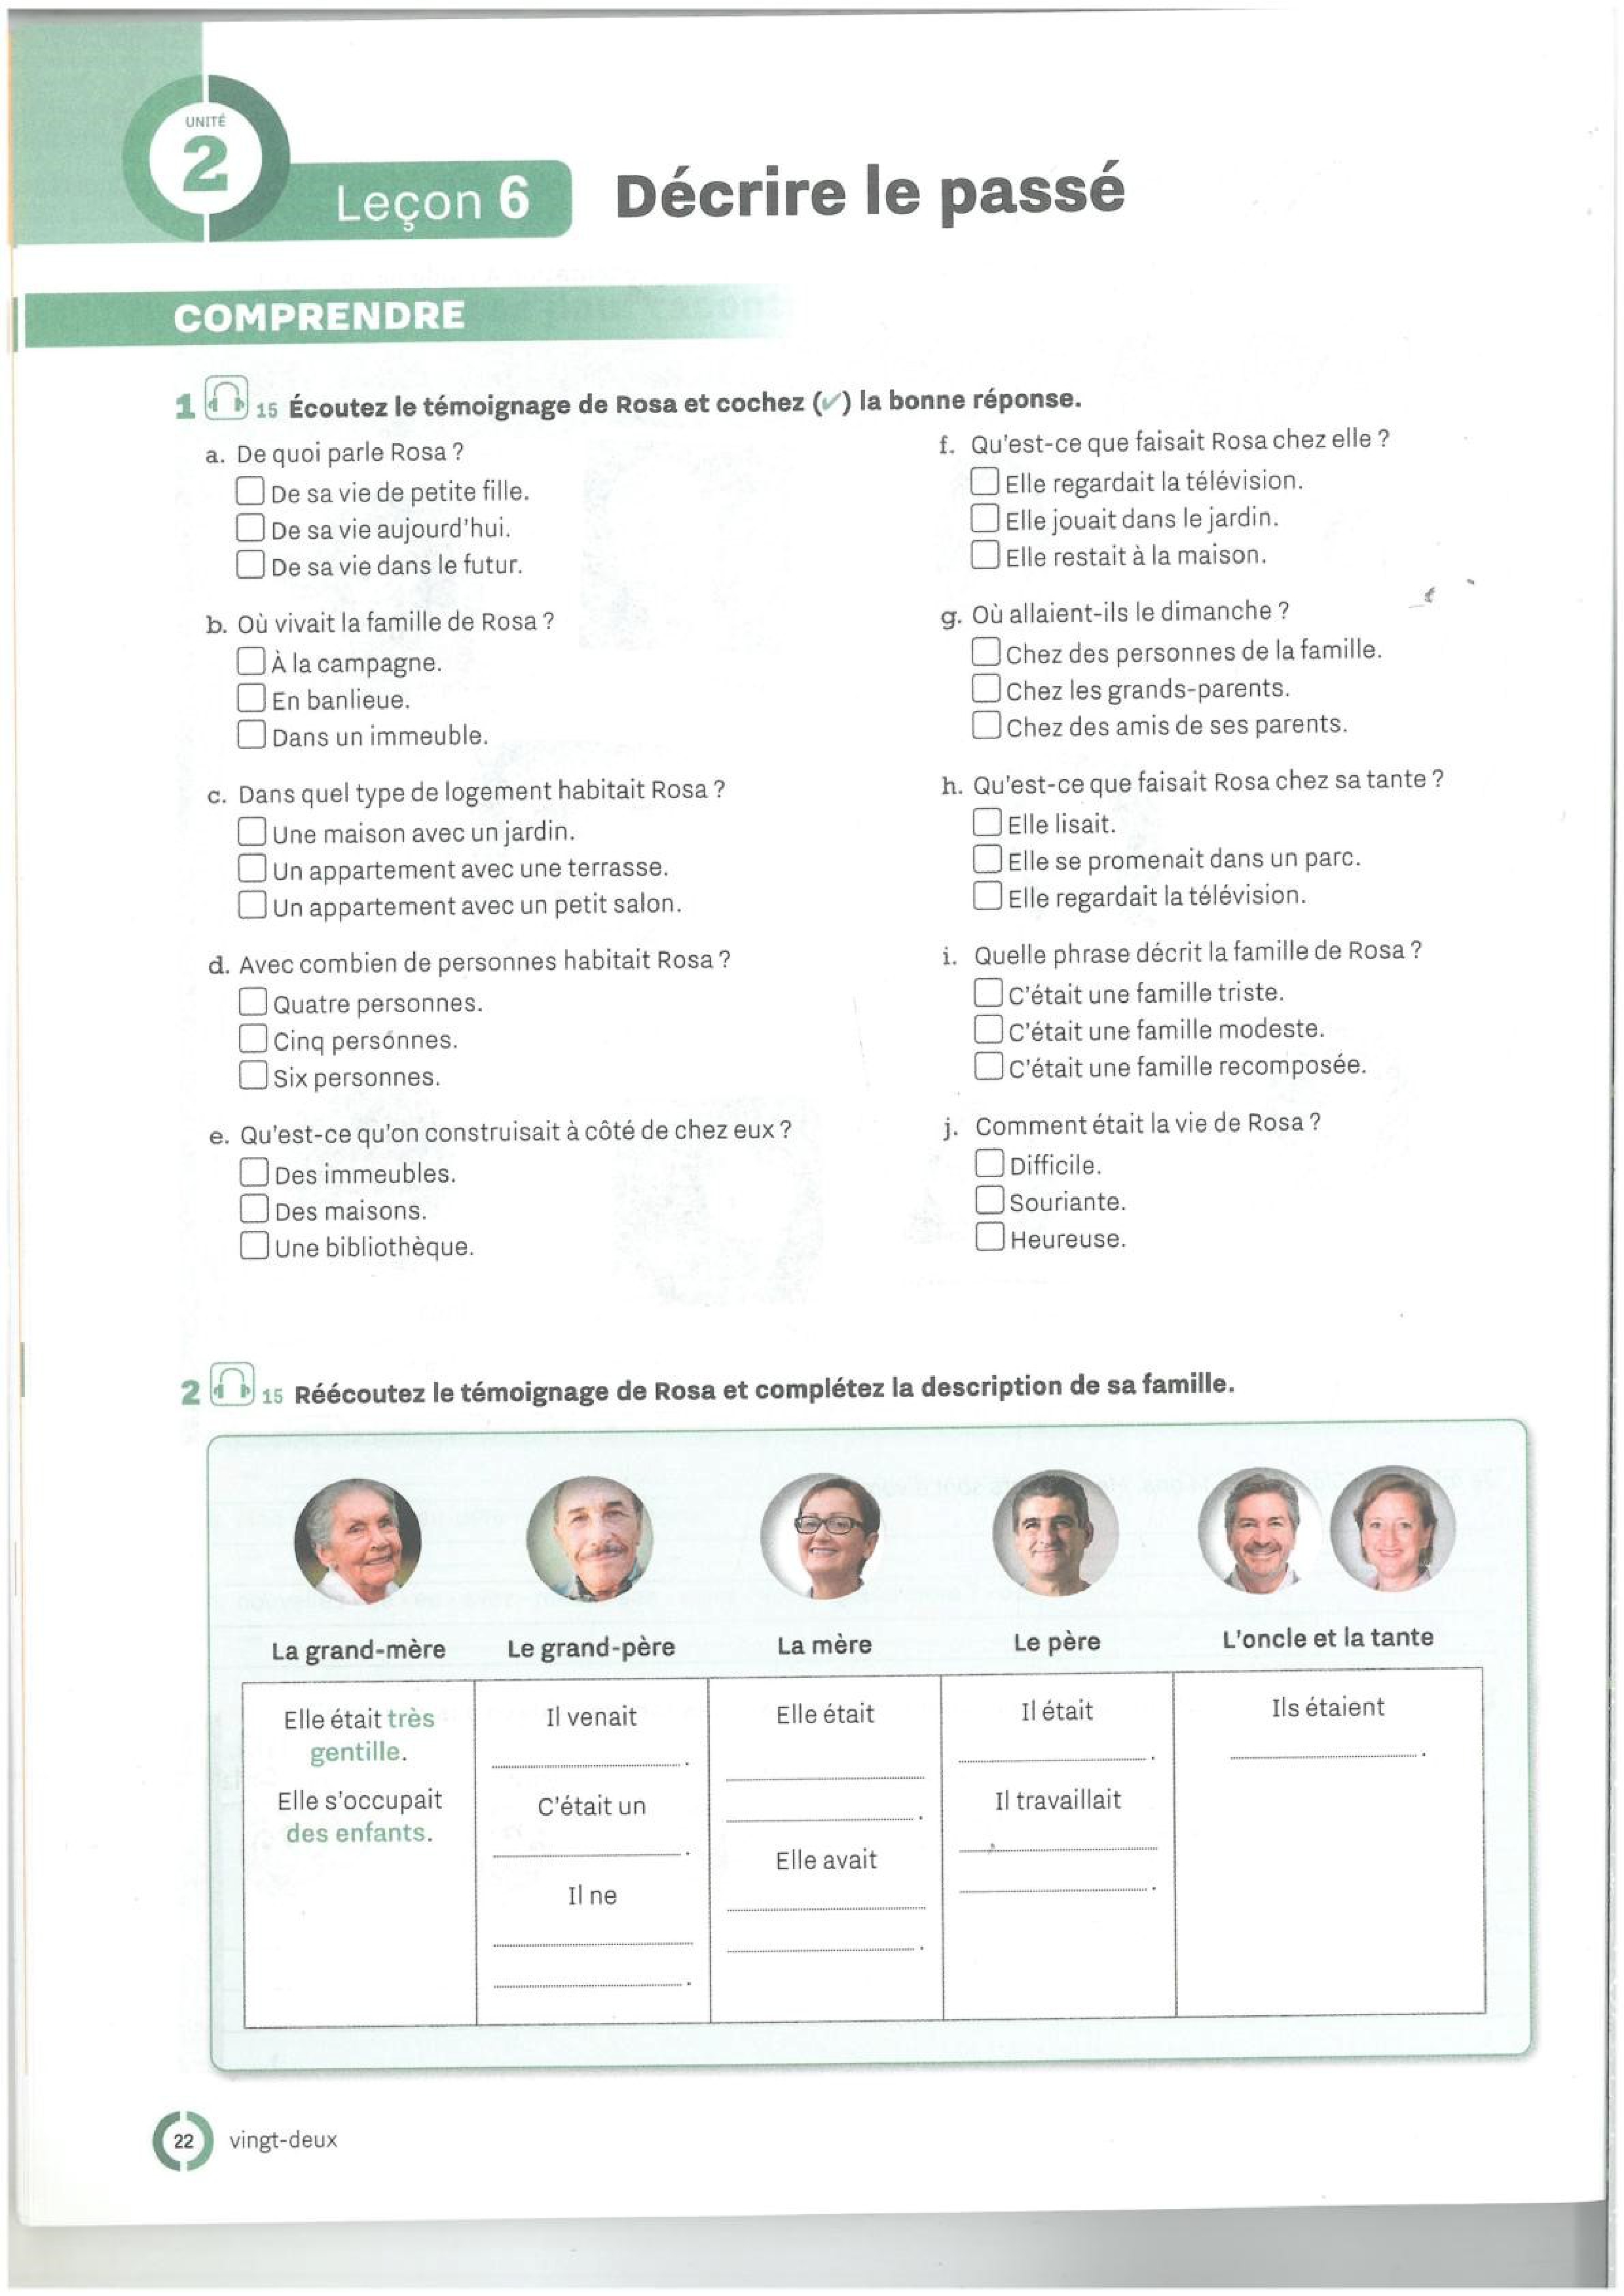 UNITÉ
2
Leçon 6
Décrire le passé
COMPRENDRE
1 15 Écoutez le témoignage de Rosa et cochez (✔) la bonne réponse.
a. De quoi parle Rosa ?
De sa vie de petite fille.
De sa vie aujourd'hui.
De sa vie dans le futur.
b. Où vivait la famille de Rosa ?
À la campagne.
En banlieue.
Dans un immeuble.
c. Dans quel type de logement habitait Rosa ?
Une maison avec un jardin.
Un appartement avec une terrasse.
Un appartement avec un petit salon.
d. Avec combien de personnes habitait Rosa ?
Quatre personnes.
Cinq personnes.
Six personnes.
e. Qu'est-ce qu'on construisait à côté de chez eux ?
Des immeubles.
Des maisons.
Une bibliothèque.
f. Qu'est-ce que faisait Rosa chez elle ?
Elle regardait la télévision.
Elle jouait dans le jardin.
Elle restait à la maison.
g. Où allaient-ils le dimanche ?
Chez des personnes de la famille.
Chez les grands-parents.
Chez des amis de ses parents.
h. Qu'est-ce que faisait Rosa chez sa tante ?
Elle lisait.
Elle se promenait dans un parc.
Elle regardait la télévision.
i. Quelle phrase décrit la famille de Rosa ?
C'était une famille triste.
C'était une famille modeste.
C'était une famille recomposée.
j. Comment était la vie de Rosa ?
Difficile.
Souriante.
Heureuse.
2 15 Réécoutez le témoignage de Rosa et complétez la description de sa famille.
La grand-mère
Elle était très
gentille.
Elle s'occupait
des enfants.
Le grand-père
Il venait
.
C'était un
.
Il ne
.
La mère
Elle était
.
Elle avait
.
Le père
Il était
.
Il travaillait
.
L'oncle et la tante
Ils étaient
.
22 vingt-deux